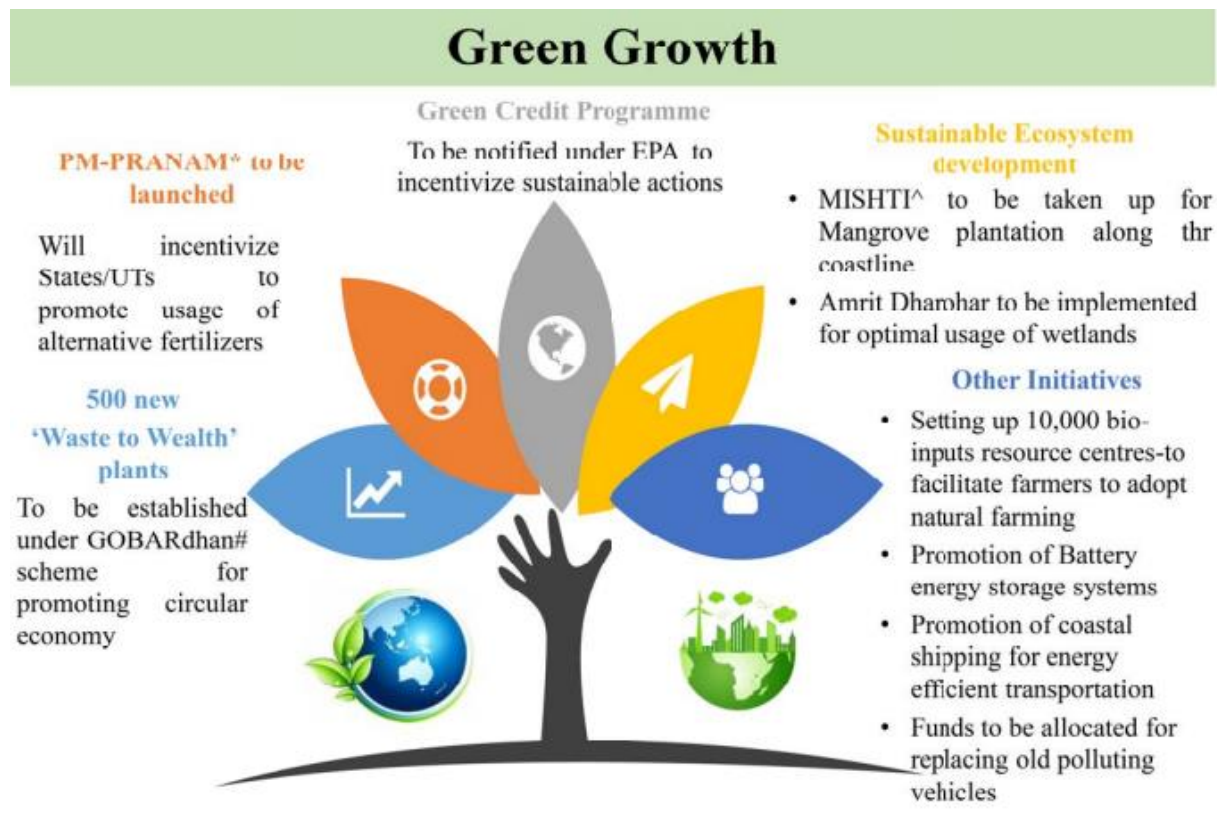 Green Growth
PM-PRANAM* to be
launched
Will incentivize
States/UTs to
promote usage of
alternative fertilizers
500 new
‘Waste to Wealth’
plants
To be established
under GOBARdhan#
scheme for
promoting circular
economy
Green Credit Programme
To be notified under EPA to
incentivize sustainable actions
Sustainable Ecosystem
development
• MISHTI^ to be taken up for
Mangrove plantation along thr
coastline
• Amrit Dharohar to be implemented
for optimal usage of wetlands
Other Initiatives
• Setting up 10,000 bio-
inputs resource centres-to
facilitate farmers to adopt
natural farming
• Promotion of Battery
energy storage systems
• Promotion of coastal
shipping for energy
efficient transportation
• Funds to be allocated for
replacing old polluting
vehicles